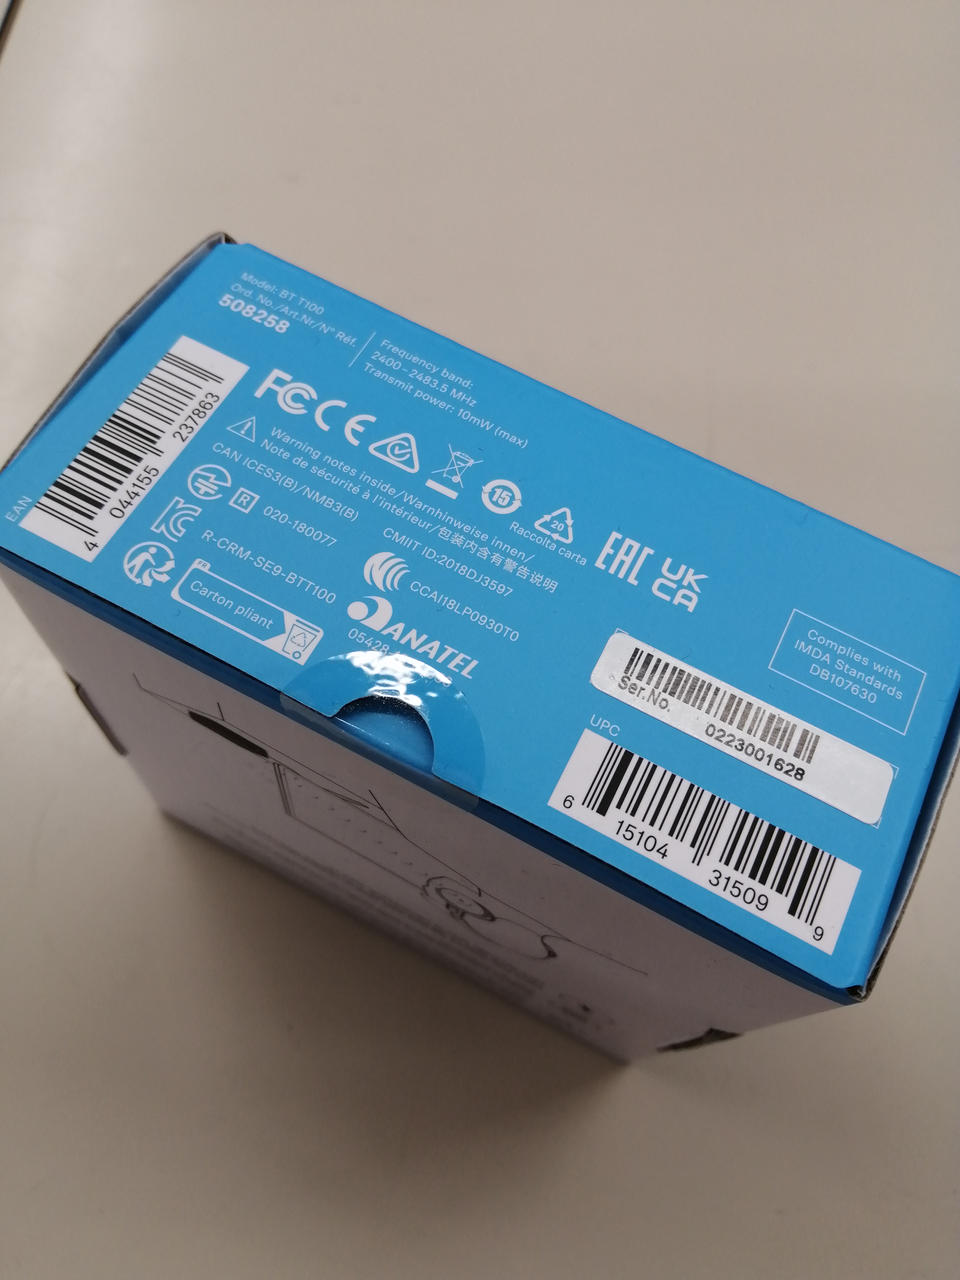 Model: BT T100
Ord. No./Art.Nr/N° Réf.
508258
Frequency band:
2400-2483.5 MHz
Transmit power: 10mW (max)
EAN
4 044155 237863
FC CE
15
20
Raccolta carta
EAC
UK
CA
Warning notes inside/Warnhinweise innen/
Note de sécurité à l'intérieur/包装内含有警告说明
CAN ICES3(B)/NMB3(B)
R 020-180077
CMIIT ID:2018DJ3597
R-CRM-SE9-BTT100
CCAI18LP0930T0
FR
Carton pliant
ANATEL
05428
Complies with
IMDA Standards
DB107630
Ser.No. 0223001628
UPC
6 15104 31509 9